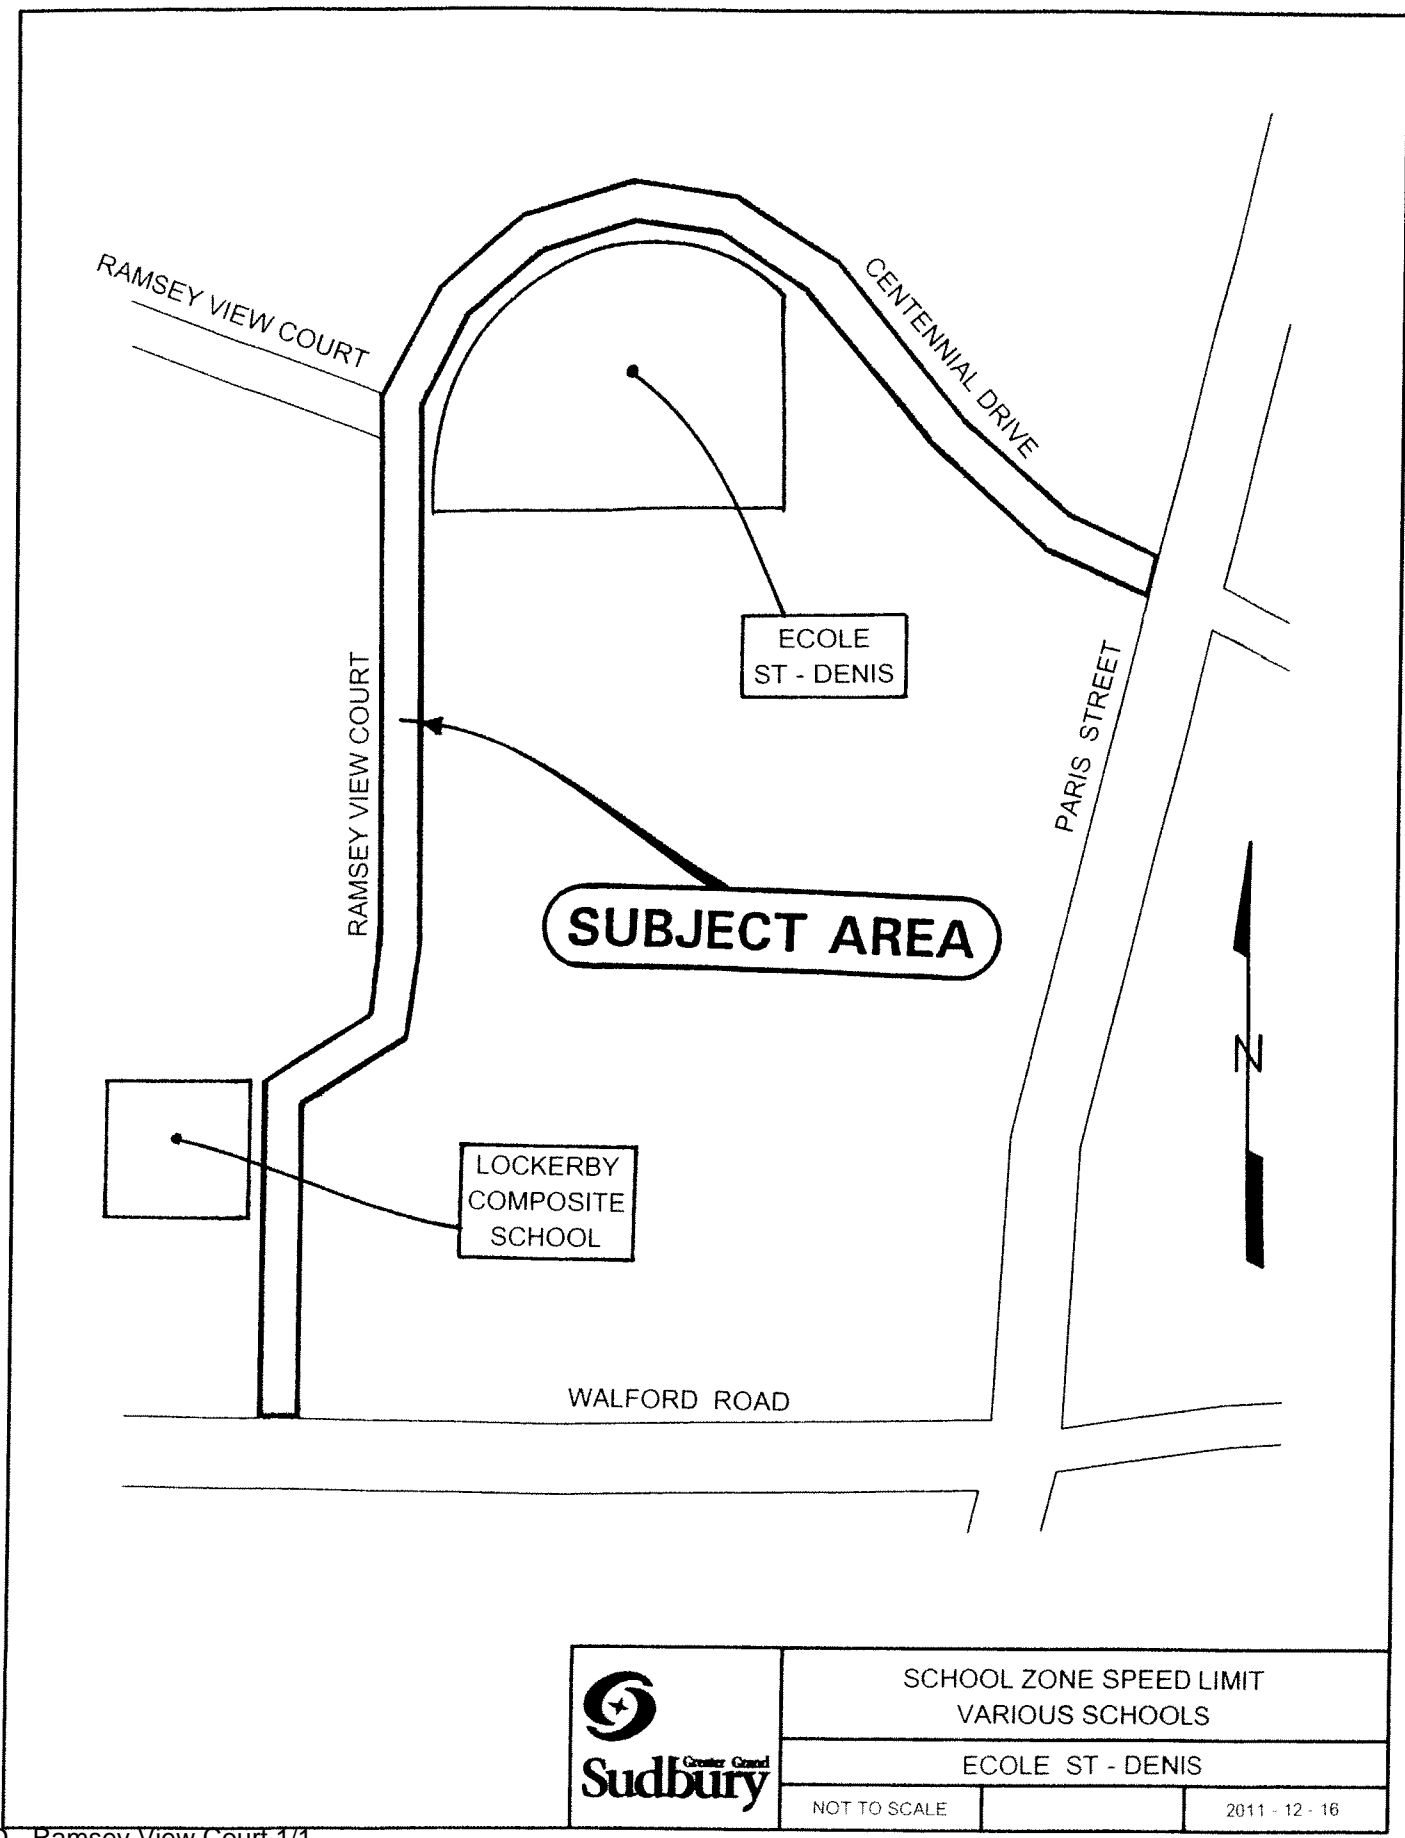 RAMSEY VIEW COURT
CENTENNIAL DRIVE
ECOLE
ST - DENIS
RAMSEY VIEW COURT
PARIS STREET
SUBJECT AREA
N
LOCKERBY
COMPOSITE
SCHOOL
WALFORD ROAD
SCHOOL ZONE SPEED LIMIT
VARIOUS SCHOOLS
Greater Grand
Sudbury
ECOLE ST - DENIS
NOT TO SCALE
2011 - 12 - 16
Ramsey View Court 1/1